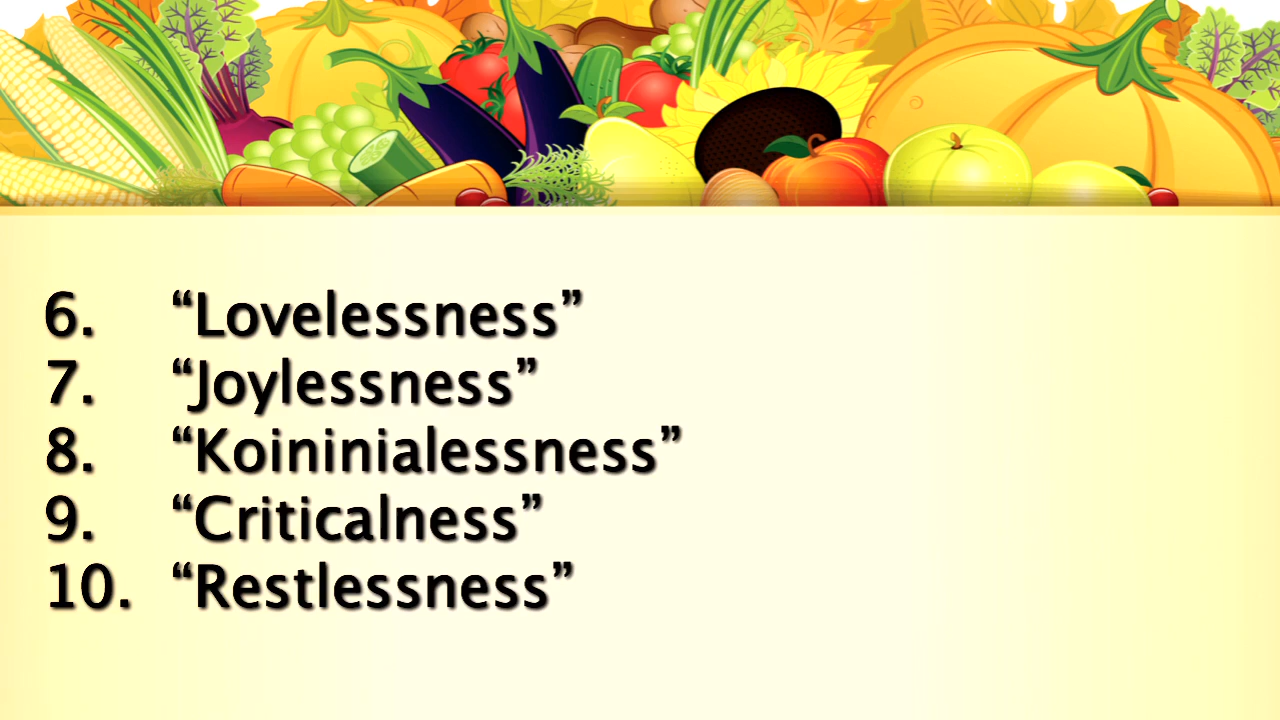 6. “Lovelessness”
7. “Joylessness”
8. “Koininialessness”
9. “Criticalness”
10. “Restlessness”